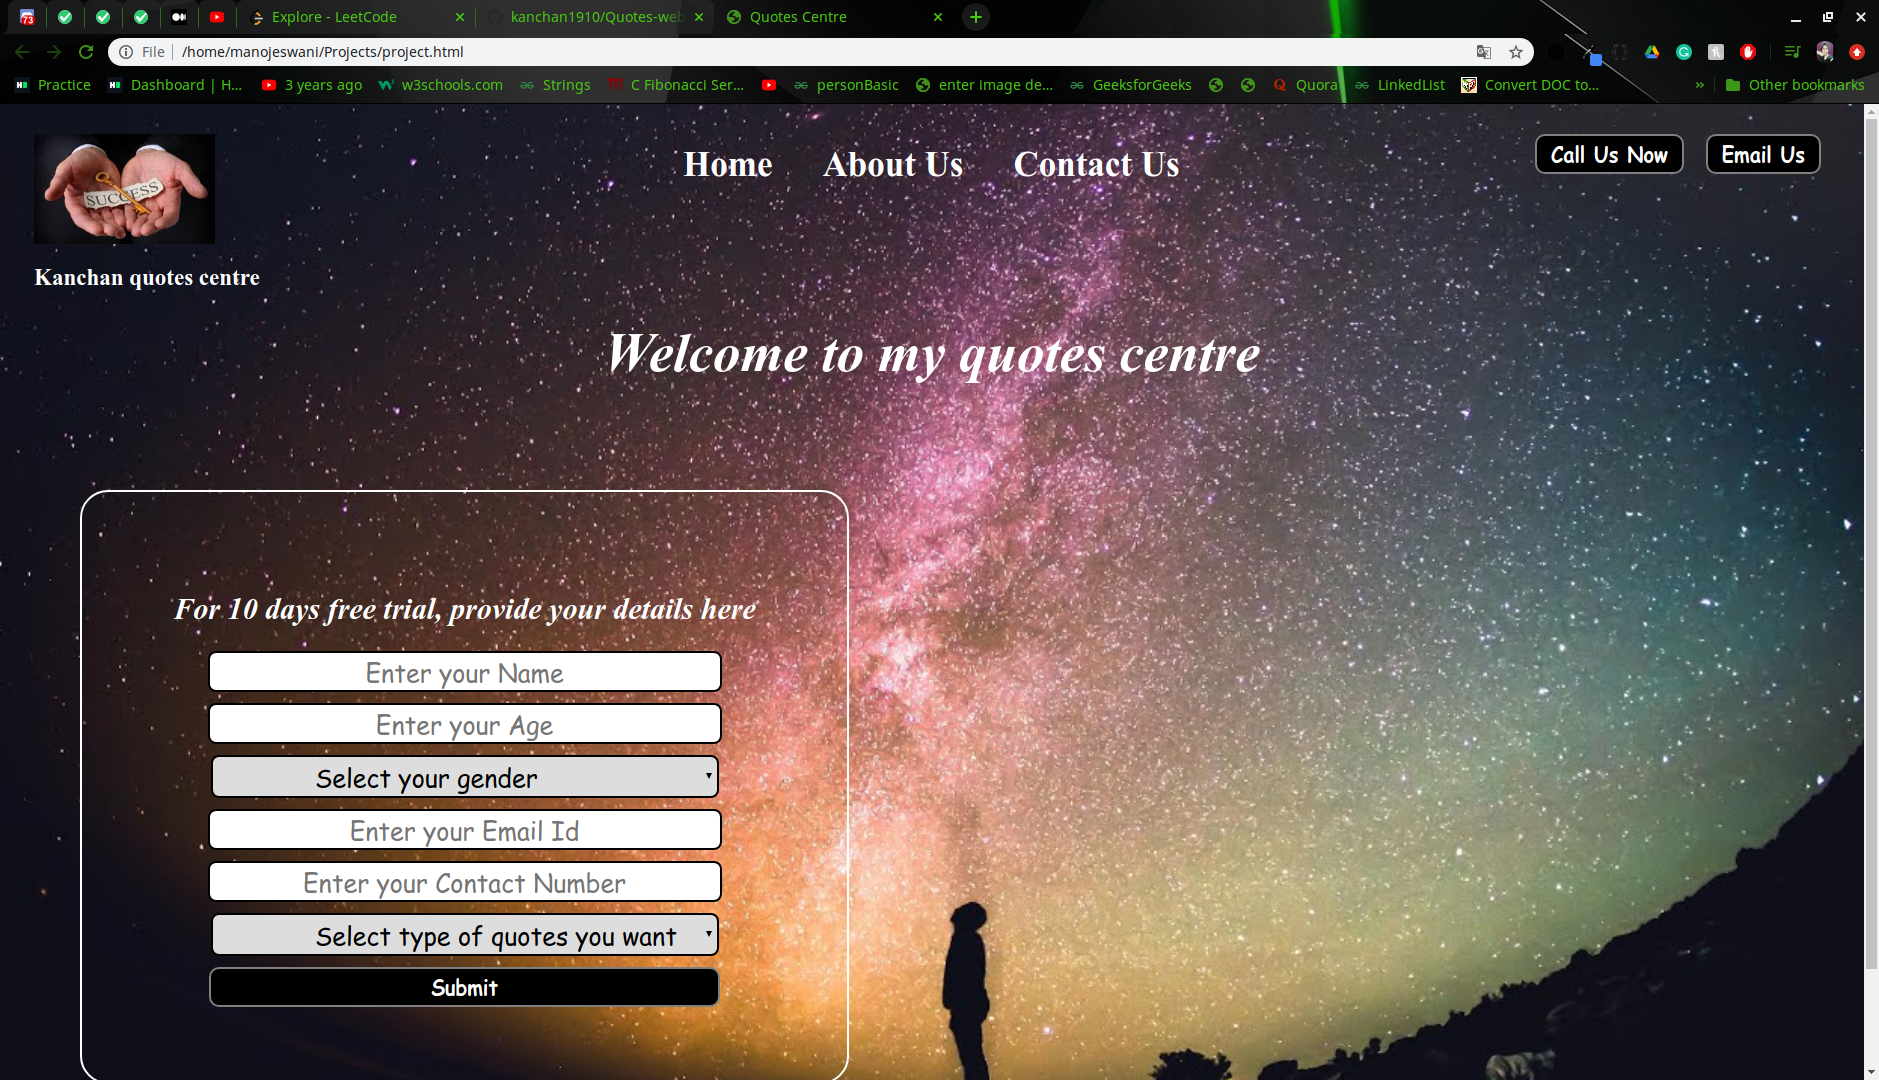 73
Explore - LeetCode
kanchan1910/Quotes-web
Quotes Centre
File
/home/manojeswani/Projects/project.html
Practice
Dashboard | H...
3 years ago
w3schools.com
Strings
C Fibonacci Ser...
personBasic
enter image de...
GeeksforGeeks
Quora
LinkedList
Convert DOC to...
»
Other bookmarks
SUCCESS
Home
About Us
Contact Us
Call Us Now
Email Us
Kanchan quotes centre
Welcome to my quotes centre
For 10 days free trial, provide your details here
Enter your Name
Enter your Age
Select your gender
Enter your Email Id
Enter your Contact Number
Select type of quotes you want
Submit